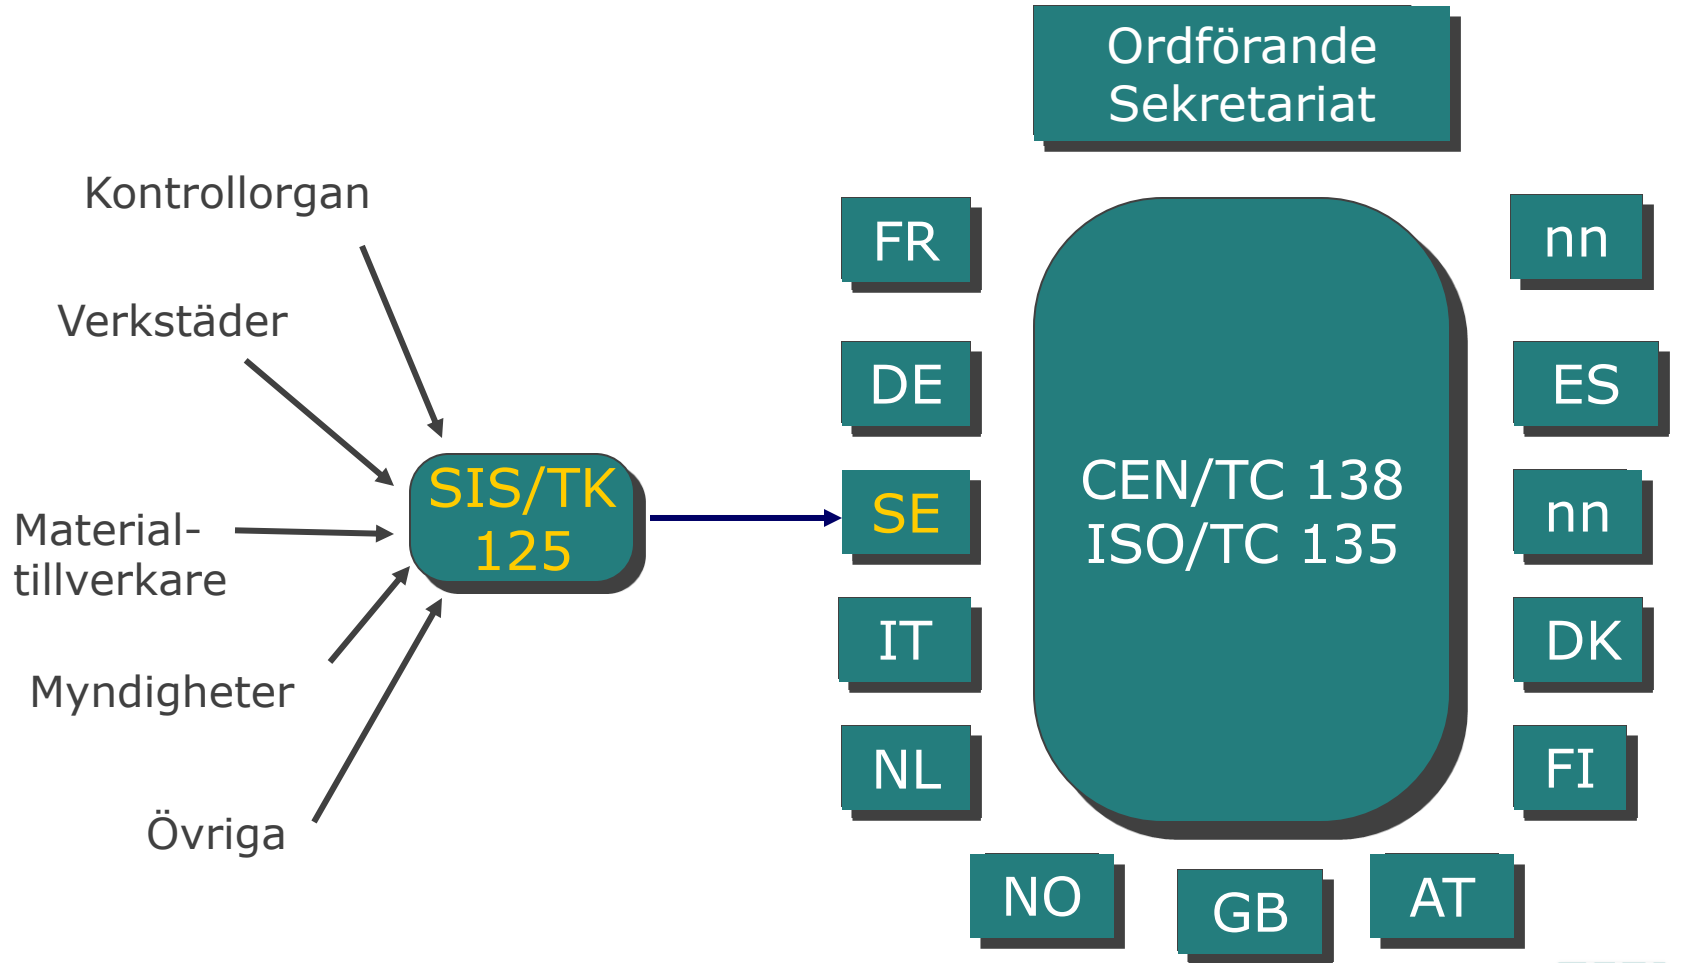 Ordförande
Sekretariat
Kontrollorgan
Verkstäder
Material-
tillverkare
Myndigheter
Övriga
SIS/TK
125
FR
DE
SE
IT
NL
CEN/TC 138
ISO/TC 135
nn
ES
nn
DK
FI
NO
GB
AT